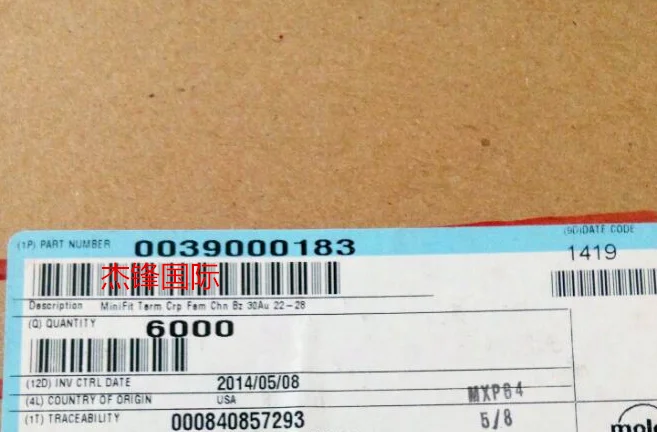 (1P) PART NUMBER 0039000183
(9D)DATE CODE
1419
杰锋国际
Description MiniFit Term Crp Fem Chn Bz 30Au 22-28
(Q) QUANTITY 6000
(12D) INV CTRL DATE 2014/05/08
(4L) COUNTRY OF ORIGIN USA
MXP84
(1T) TRACEABILITY 000840857293
5/8